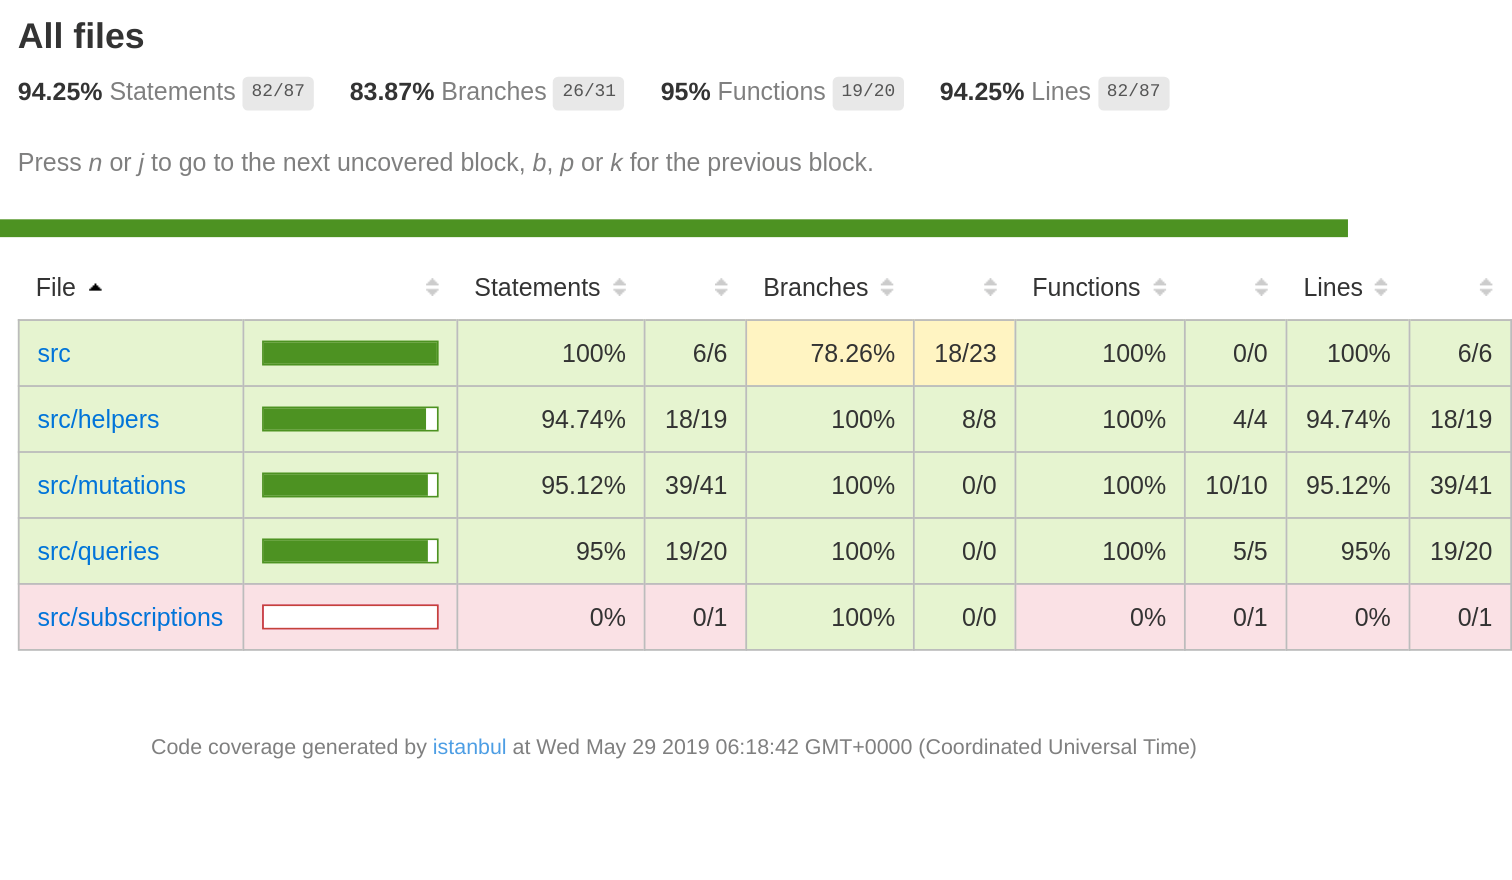 All files
94.25% Statements 82/87 83.87% Branches 26/31 95% Functions 19/20 94.25% Lines 82/87
Press n or j to go to the next uncovered block, b, p or k for the previous block.
File Statements Branches Functions Lines
src 100% 6/6 78.26% 18/23 100% 0/0 100% 6/6
src/helpers 94.74% 18/19 100% 8/8 100% 4/4 94.74% 18/19
src/mutations 95.12% 39/41 100% 0/0 100% 10/10 95.12% 39/41
src/queries 95% 19/20 100% 0/0 100% 5/5 95% 19/20
src/subscriptions 0% 0/1 100% 0/0 0% 0/1 0% 0/1
Code coverage generated by istanbul at Wed May 29 2019 06:18:42 GMT+0000 (Coordinated Universal Time)